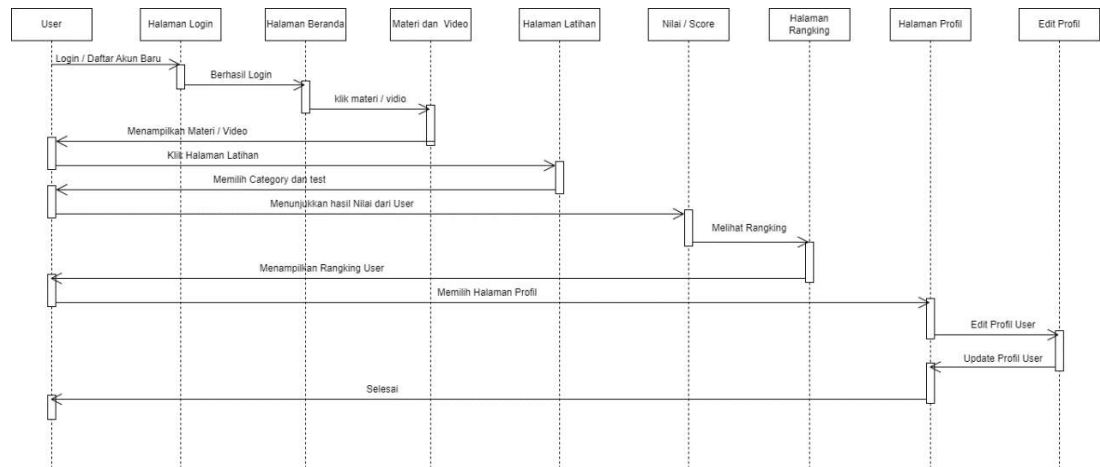 User
Halaman Login
Halaman Beranda
Materi dan Video
Halaman Latihan
Nilai / Score
Halaman
Rangking
Halaman Profil
Edit Profil
Login / Daftar Akun Baru
Berhasil Login
klik materi / vidio
Menampilkan Materi / Video
Klik Halaman Latihan
Memilih Category dan test
Menunjukkan hasil Nilai dari User
Melihat Rangking
Menampilkan Rangking User
Memilih Halaman Profil
Edit Profil User
Update Profil User
Selesai